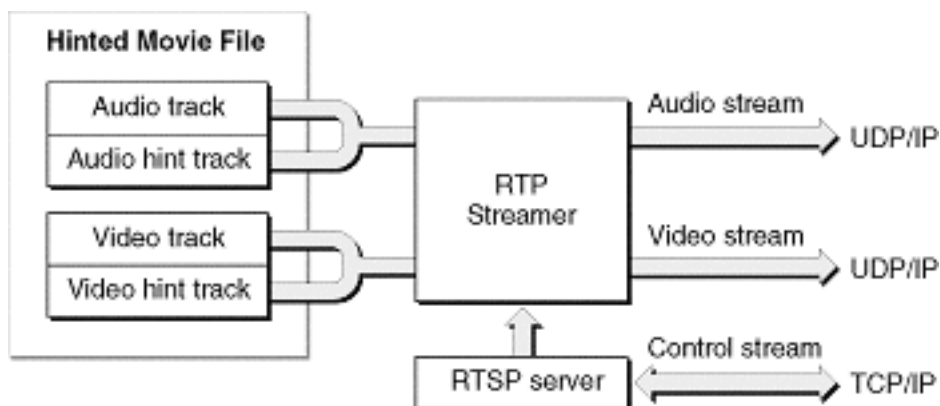 Hinted Movie File
Audio track
Audio hint track
Video track
Video hint track
RTP
Streamer
RTSP server
Audio stream
UDP/IP
Video stream
UDP/IP
Control stream
TCP/IP